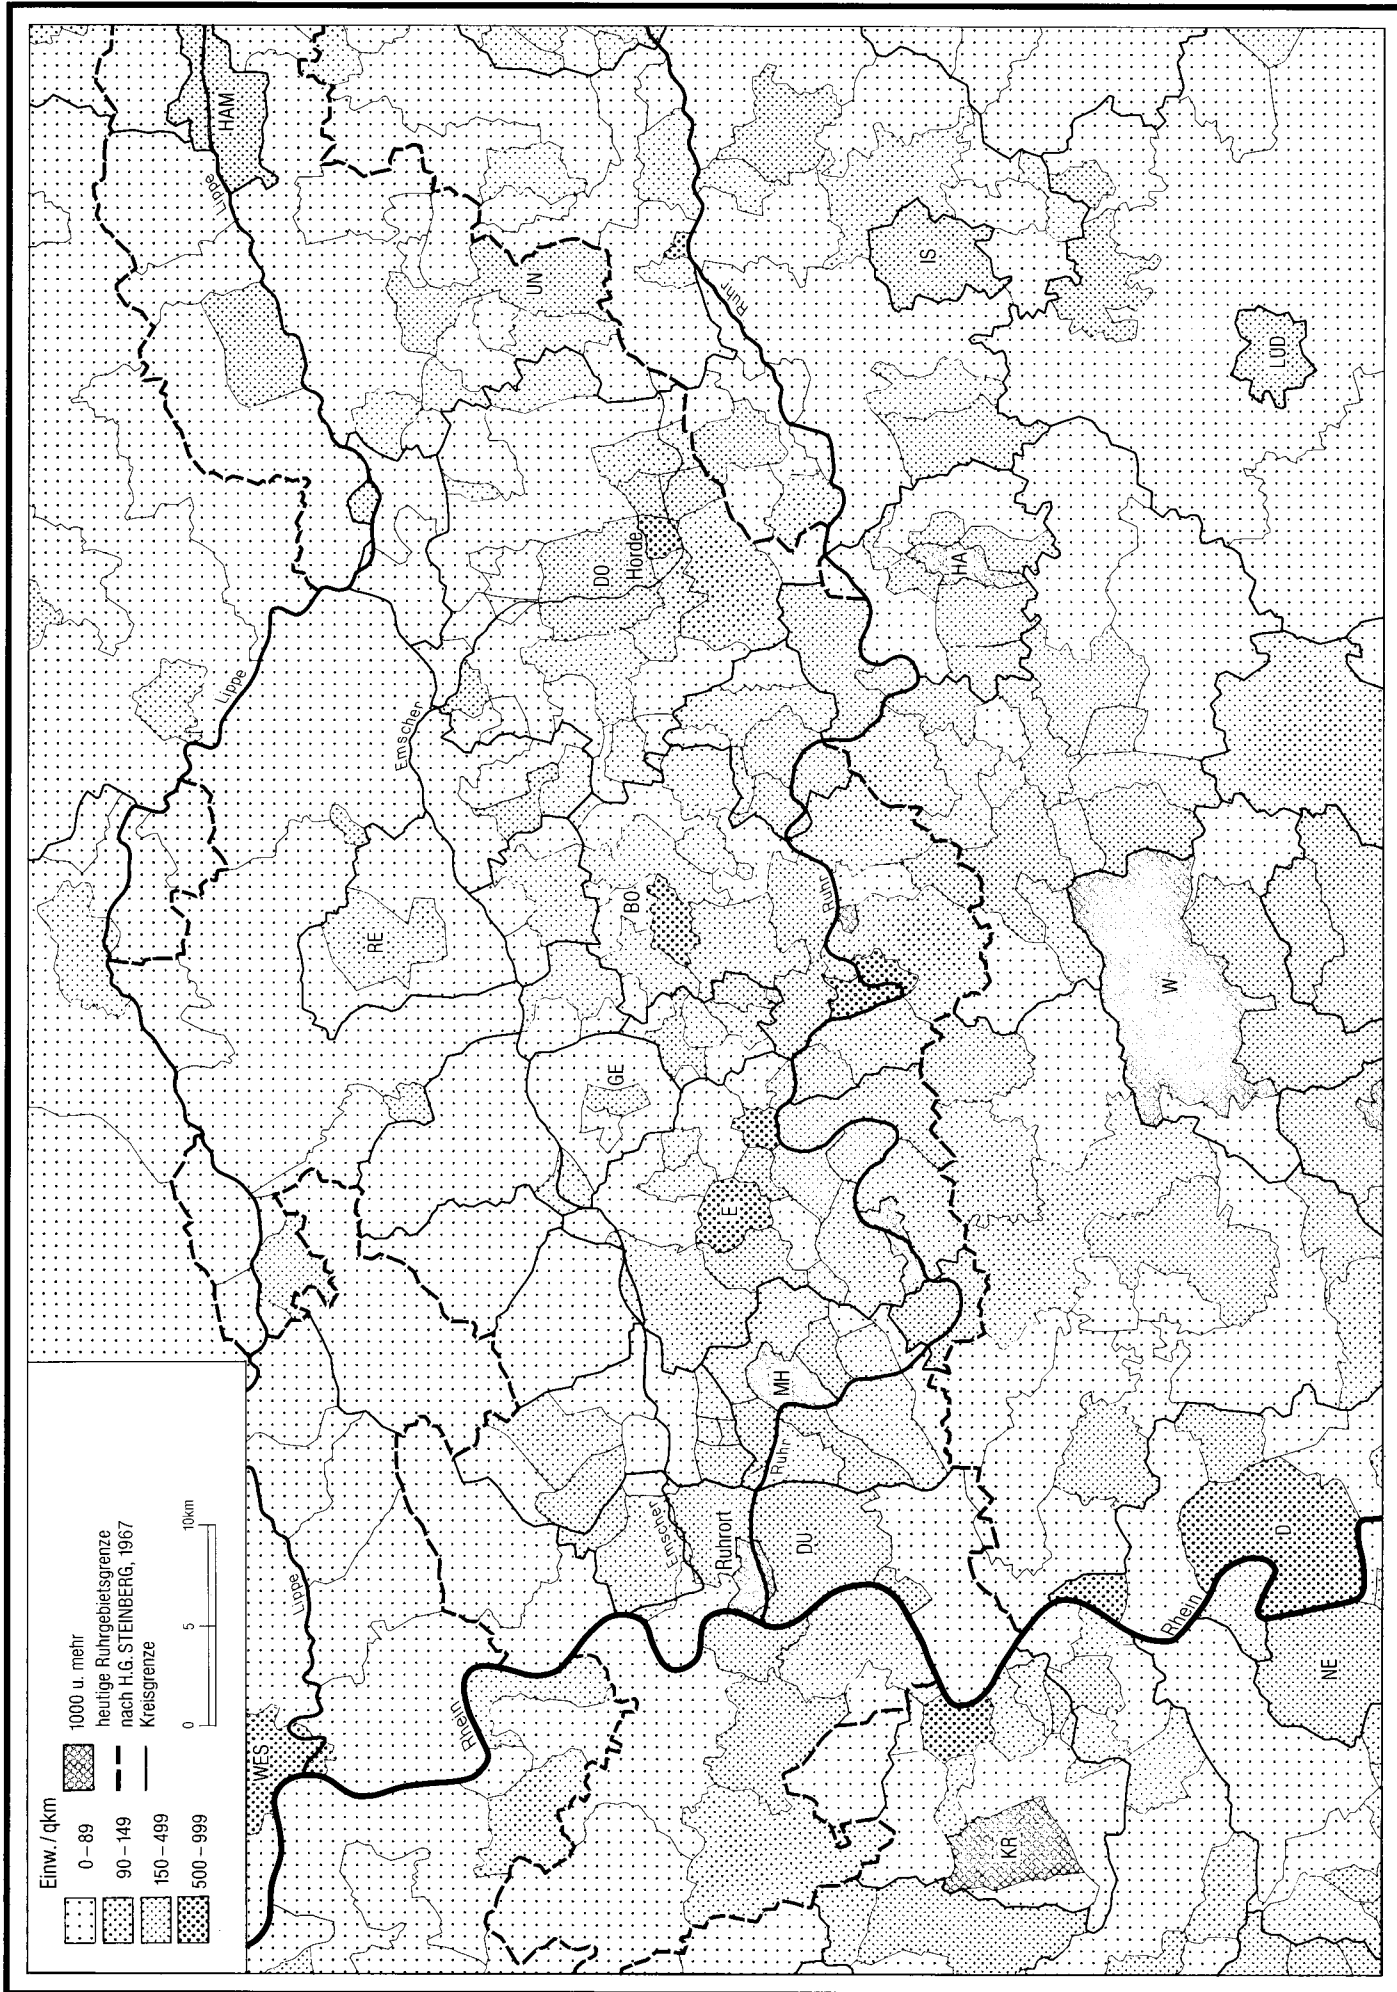 Einw. / qkm
0 – 89
90 – 149
150 – 499
500 – 999
1000 u. mehr
heutige Ruhrgebietsgrenze
nach H.G. STEINBERG, 1967
Kreisgrenze
0 5 10km
WES
Lippe
Rhein
KR
NE
Rhein
D
DU
Ruhrort
Emscher
Ruhr
MH
E
GE
RE
BO
Ruhr
W
Emscher
Lippe
DO
Horde
HA
UN
Ruhr
IS
LÜD
Lippe
HAM